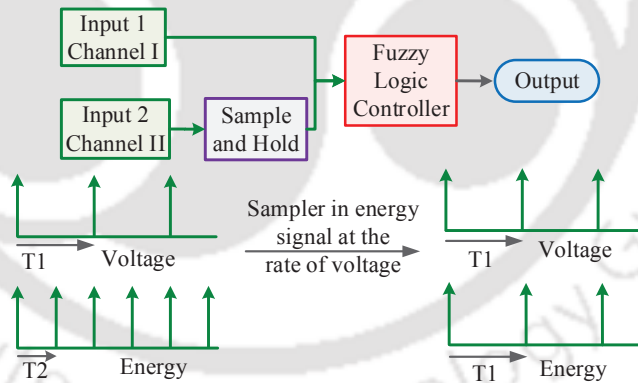 Input 1
Channel I
Input 2
Channel II
Sample
and Hold
Fuzzy
Logic
Controller
Output
T1
Voltage
Sampler in energy
signal at the
rate of voltage
T1
Voltage
T2
Energy
T1
Energy